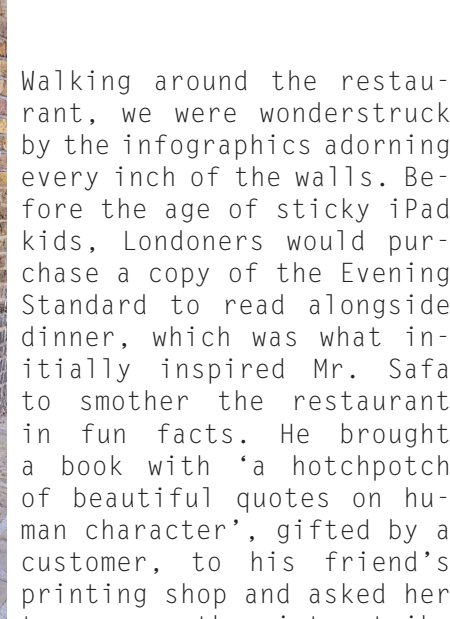 Walking around the restau-
rant, we were wonderstruck
by the infographics adorning
every inch of the walls. Be-
fore the age of sticky iPad
kids, Londoners would pur-
chase a copy of the Evening
Standard to read alongside
dinner, which was what in-
itially inspired Mr. Safa
to smother the restaurant
in fun facts. He brought
a book with ‘a hotchpotch
of beautiful quotes on hu-
man character’, gifted by a
customer, to his friend’s
printing shop and asked her